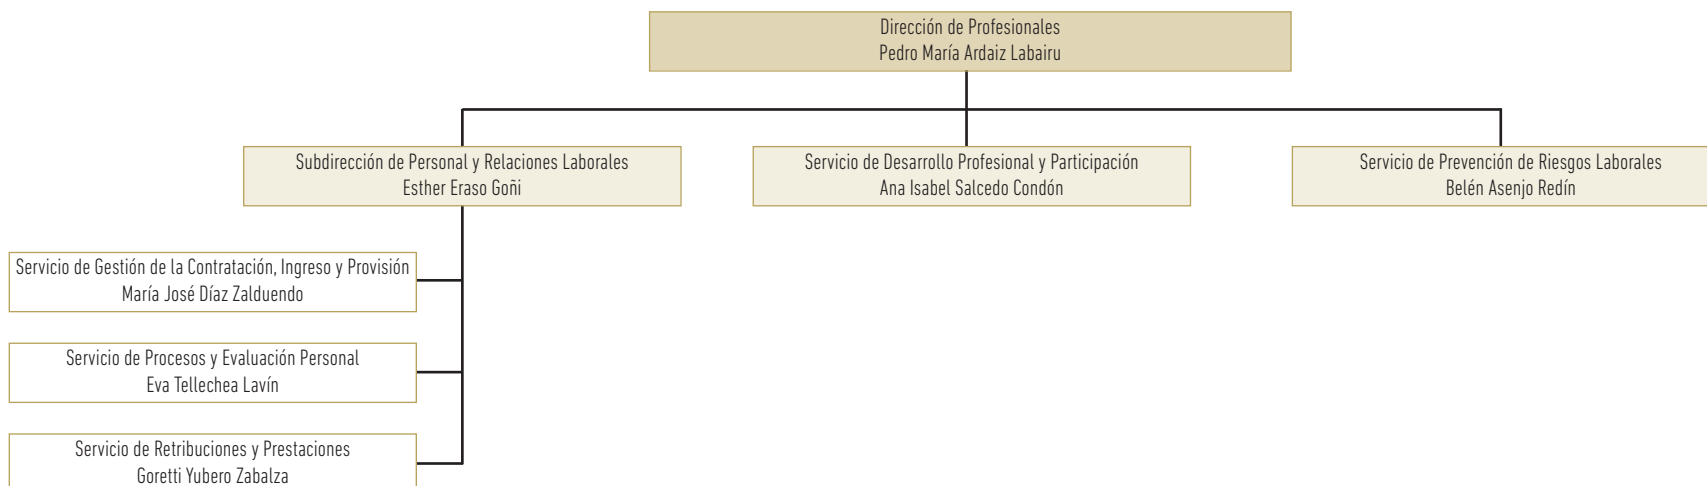 Dirección de Profesionales
Pedro María Ardaiz Labairu
Subdirección de Personal y Relaciones Laborales
Esther Eraso Goñi
Servicio de Desarrollo Profesional y Participación
Ana Isabel Salcedo Condón
Servicio de Prevención de Riesgos Laborales
Belén Asenjo Redín
Servicio de Gestión de la Contratación, Ingreso y Provisión
María José Díaz Zalduendo
Servicio de Procesos y Evaluación Personal
Eva Tellechea Lavín
Servicio de Retribuciones y Prestaciones
Goretti Yubero Zabalza